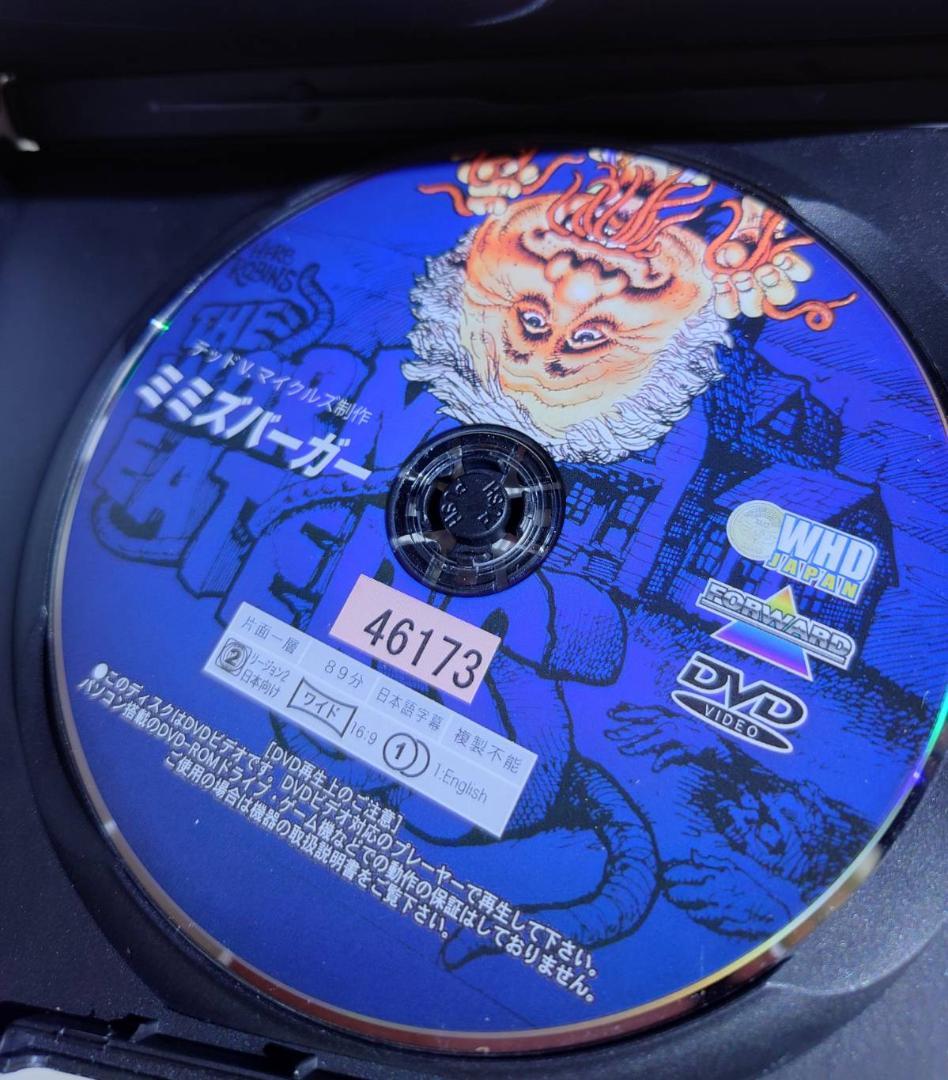 HERB ROBINS'
THE WORM EATERS
テッドV.マイクルズ制作
ミミズバーガー
WHD
JAPAN
FORWARD
DVD
VIDEO
46173
片面一層 89分 日本語字幕 複製不能
2 リージョン2 日本向け ワイド 16:9 1 1.English
[DVD再生上のご注意]
●このディスクはDVDビデオです。DVDビデオ対応のプレーヤーで再生して下さい。
パソコン搭載のDVD-ROMドライブ・ゲーム機などでの動作の保証はしておりません。
ご使用の場合は機器の取扱説明書をご覧下さい。